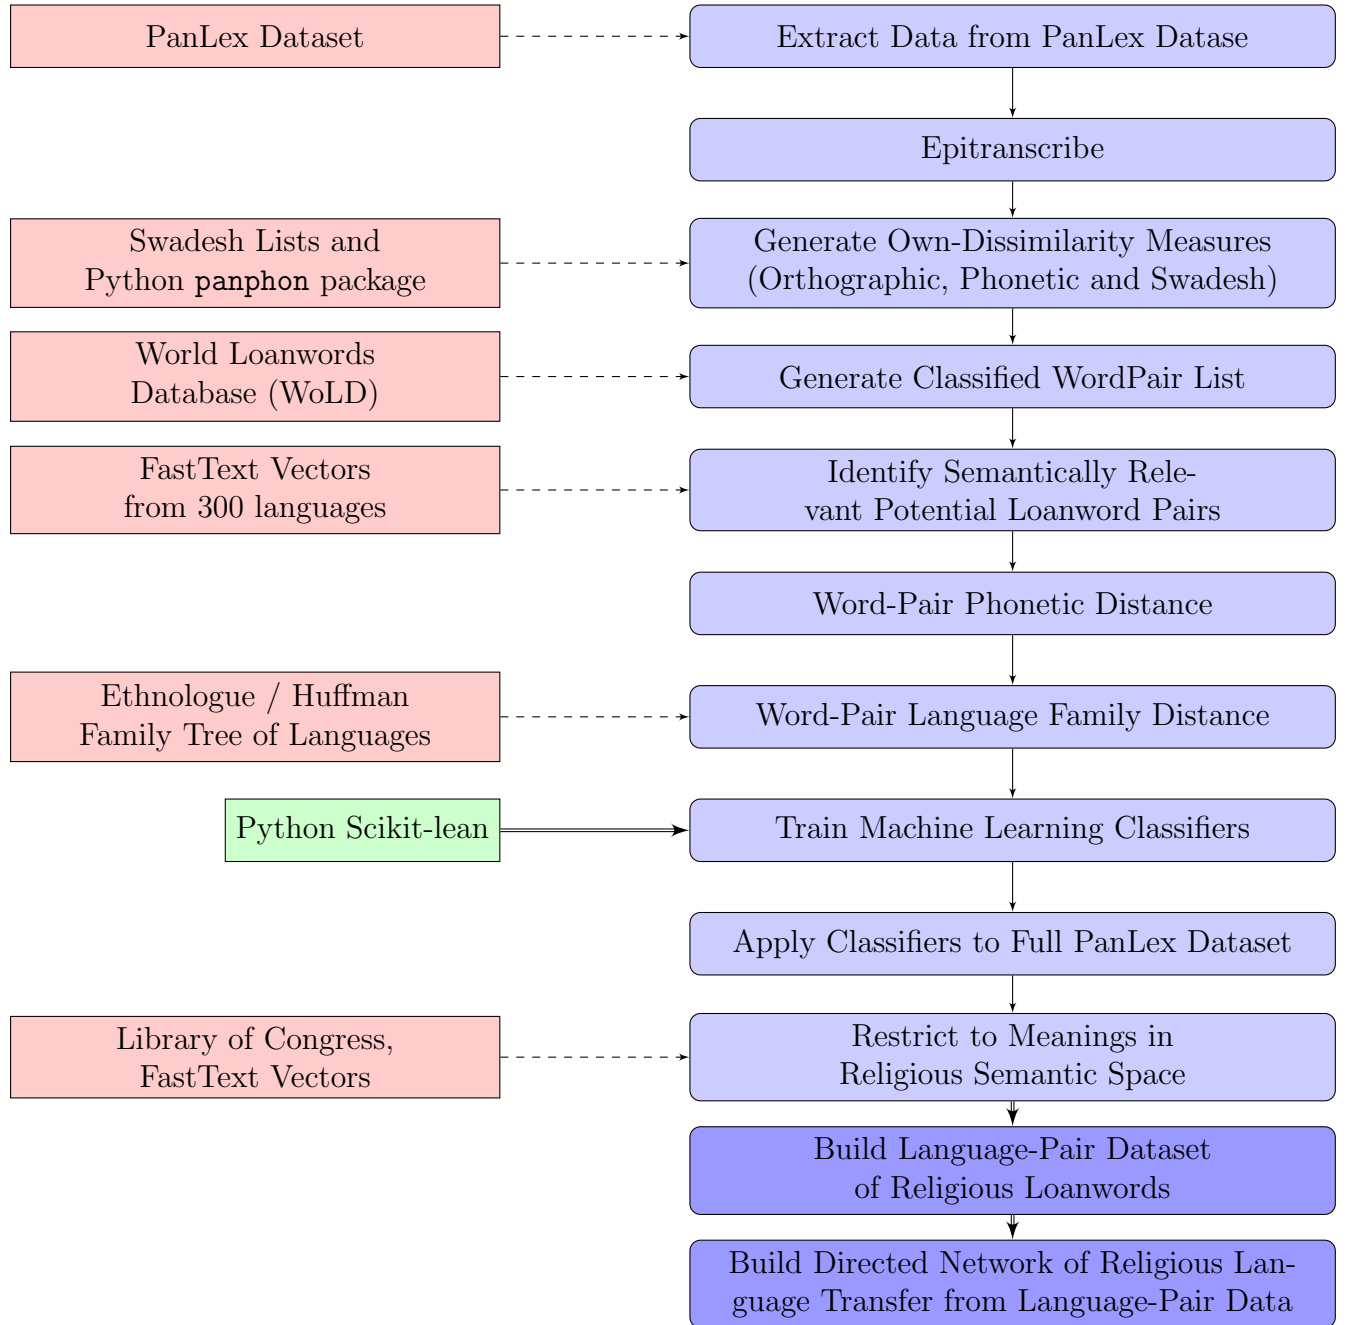 PanLex Dataset
Extract Data from PanLex Datase
Epitranscribe
Swadesh Lists and
Python panphon package
Generate Own-Dissimilarity Measures
(Orthographic, Phonetic and Swadesh)
World Loanwords
Database (WoLD)
Generate Classified WordPair List
FastText Vectors
from 300 languages
Identify Semantically Rele-
vant Potential Loanword Pairs
Word-Pair Phonetic Distance
Ethnologue / Huffman
Family Tree of Languages
Word-Pair Language Family Distance
Python Scikit-lean
Train Machine Learning Classifiers
Apply Classifiers to Full PanLex Dataset
Library of Congress,
FastText Vectors
Restrict to Meanings in
Religious Semantic Space
Build Language-Pair Dataset
of Religious Loanwords
Build Directed Network of Religious Lan-
guage Transfer from Language-Pair Data